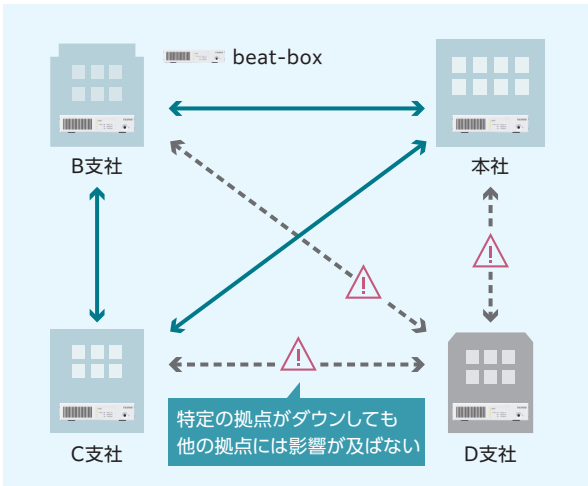 beat-box
B支社
本社
特定の拠点がダウンしても
他の拠点には影響が及ばない
C支社
D支社